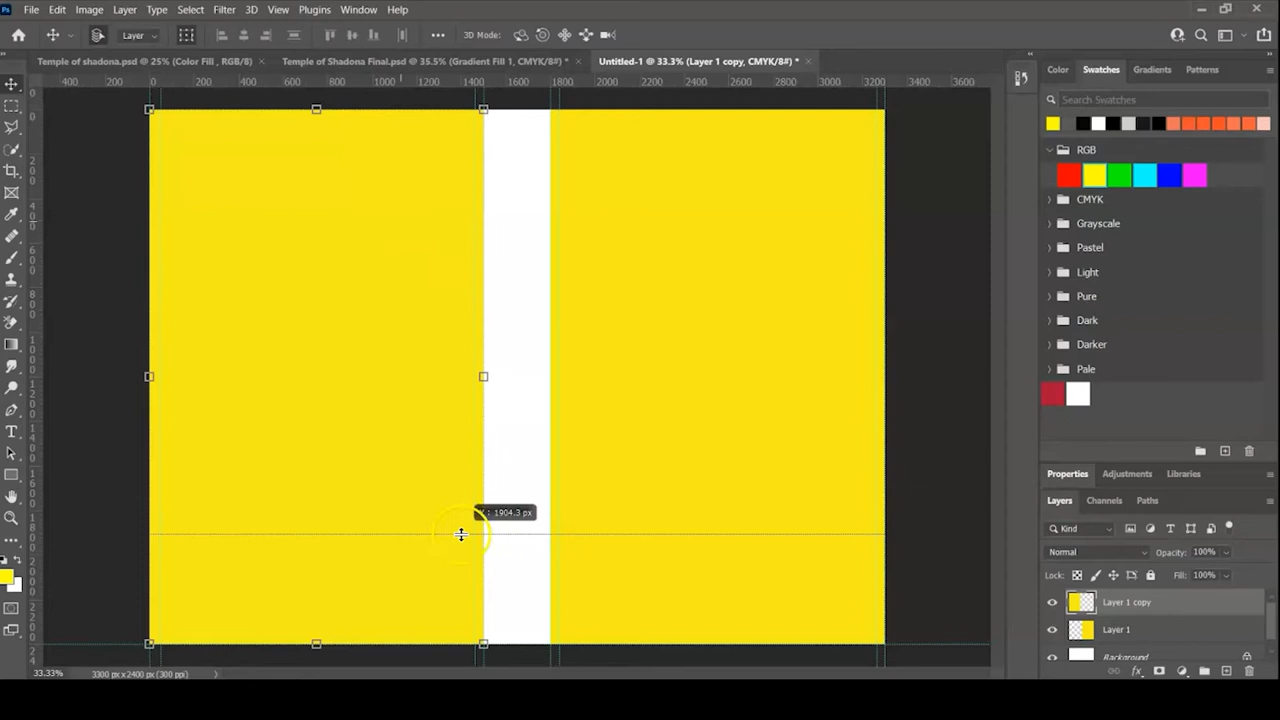 Ps File Edit Image Layer Type Select Filter 3D View Plugins Window Help
Layer 3D Mode:
Temple of shadona.psd @ 25% (Color Fill , RGB/8) × Temple of Shadona Final.psd @ 35.5% (Gradient Fill 1, CMYK/8#) * × Untitled-1 @ 33.3% (Layer 1 copy, CMYK/8#) * ×
400 200 0 200 400 600 800 1000 1200 1400 1600 1800 2000 2200 2400 2600 2800 3000 3200 3400 3600
Color Swatches Gradients Patterns
Search Swatches
RGB
CMYK
Grayscale
Pastel
Light
Pure
Dark
Darker
Pale
Properties Adjustments Libraries
Layers Channels Paths
Kind
Normal Opacity: 100%
Lock: Fill: 100%
Layer 1 copy
Layer 1
Background
: 1904.3 px
33.33% 3300 px x 2400 px (300 ppi)